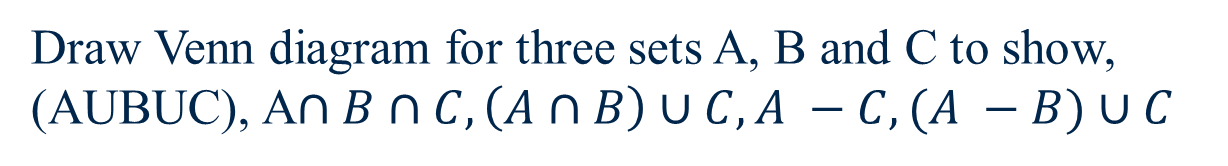 Draw Venn diagram for three sets A, B and C to show,
(AUBUC), A∩ B ∩ C, (A ∩ B) ∪ C, A − C, (A − B) ∪ C